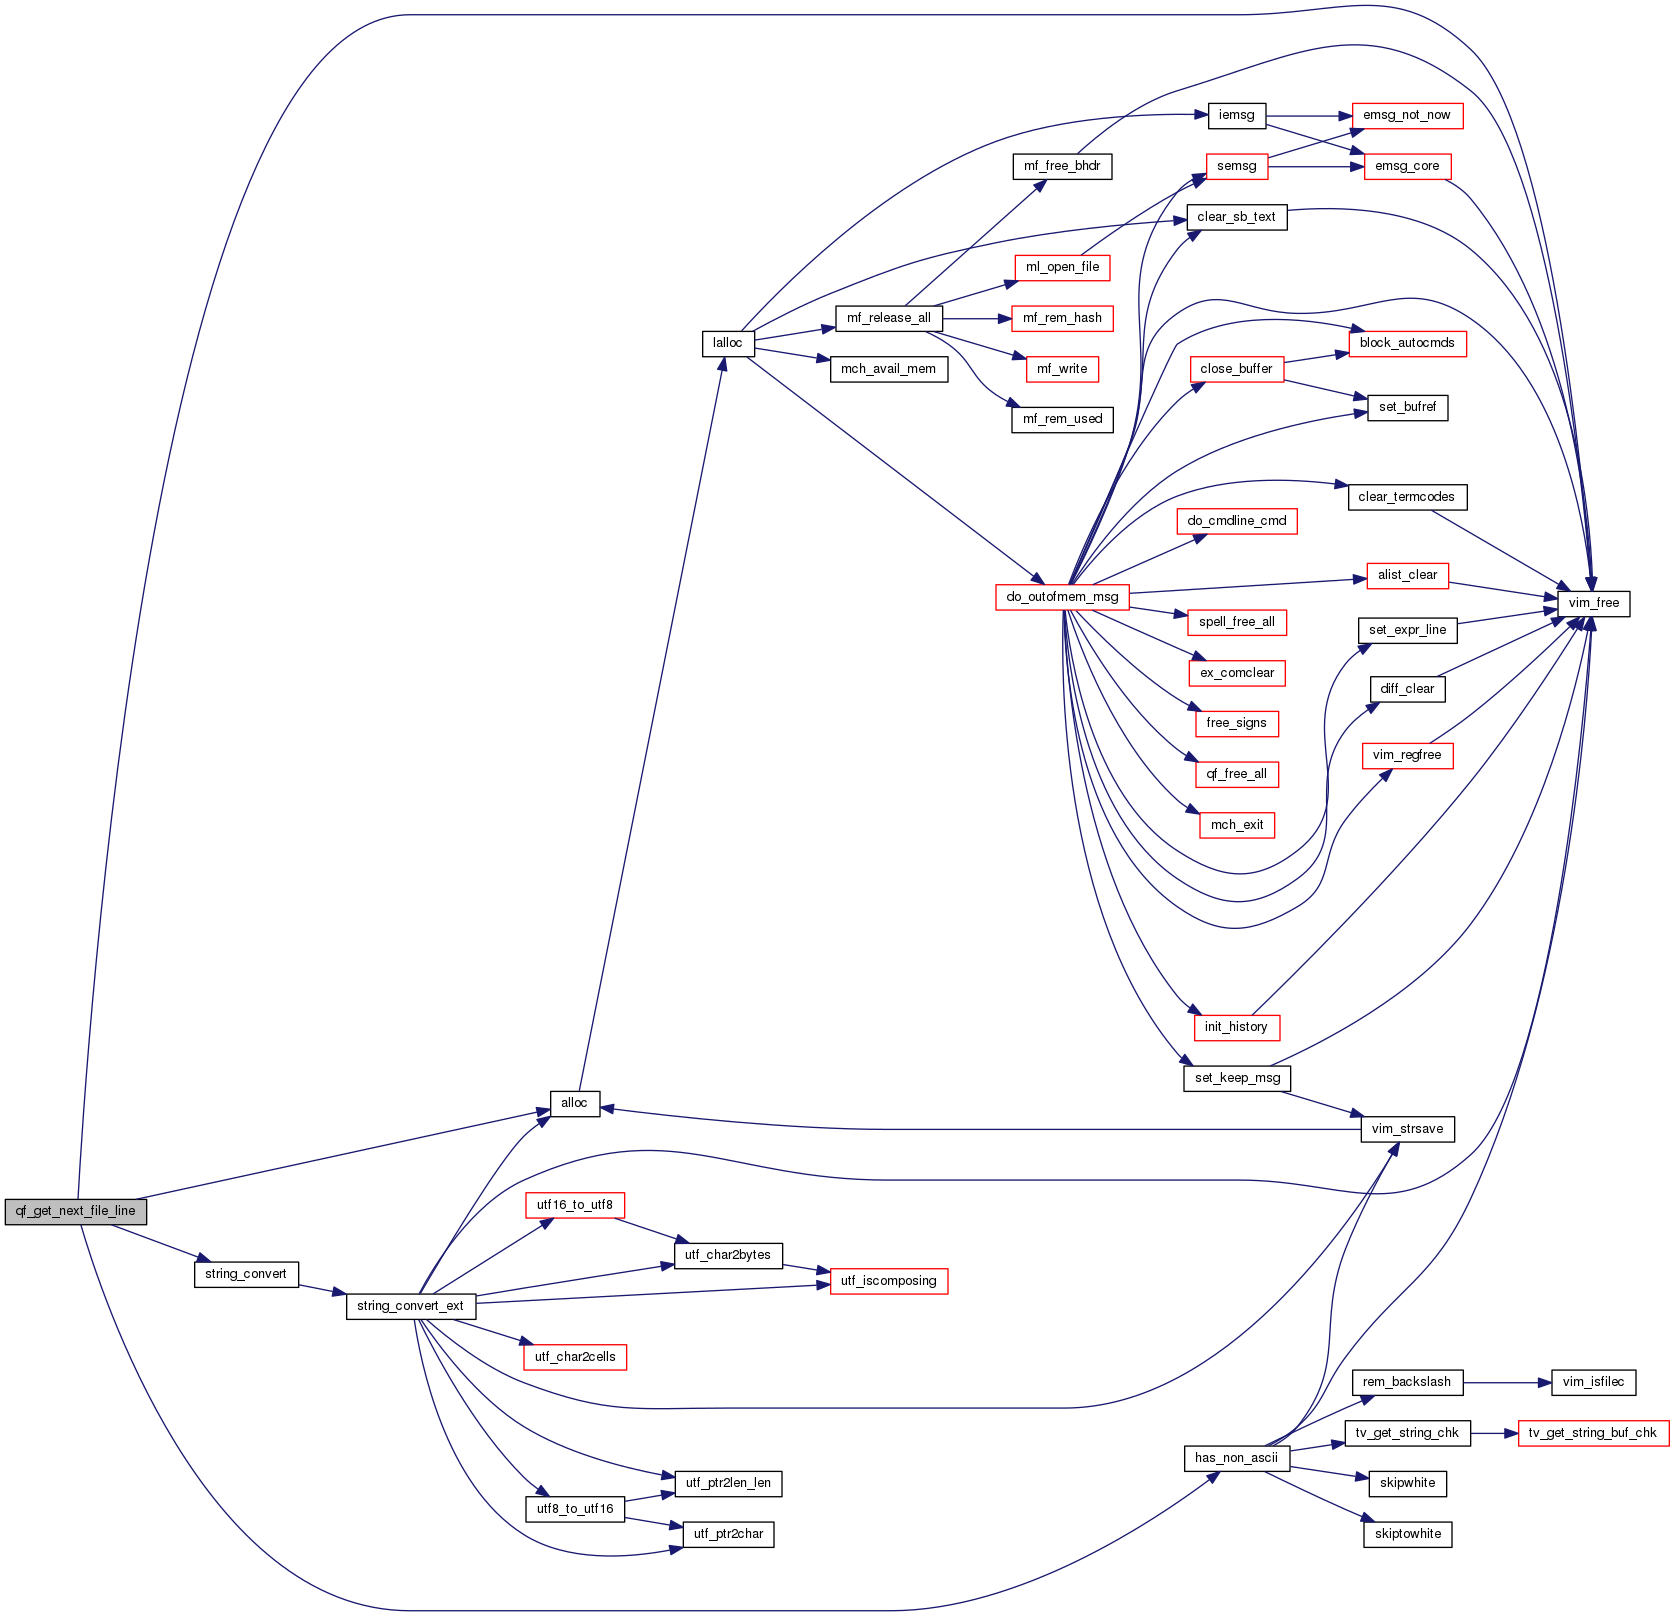 iemsg
emsg_not_now
mf_free_bhdr
semsg
emsg_core
clear_sb_text
ml_open_file
mf_release_all
mf_rem_hash
lalloc
block_autocmds
mch_avail_mem
mf_write
close_buffer
set_bufref
mf_rem_used
clear_termcodes
do_cmdline_cmd
alist_clear
do_outofmem_msg
vim_free
spell_free_all
set_expr_line
ex_comclear
diff_clear
free_signs
vim_regfree
qf_free_all
mch_exit
init_history
set_keep_msg
alloc
vim_strsave
qf_get_next_file_line
utf16_to_utf8
utf_char2bytes
string_convert
utf_iscomposing
string_convert_ext
utf_char2cells
rem_backslash
vim_isfilec
tv_get_string_chk
tv_get_string_buf_chk
has_non_ascii
utf_ptr2len_len
skipwhite
utf8_to_utf16
utf_ptr2char
skiptowhite